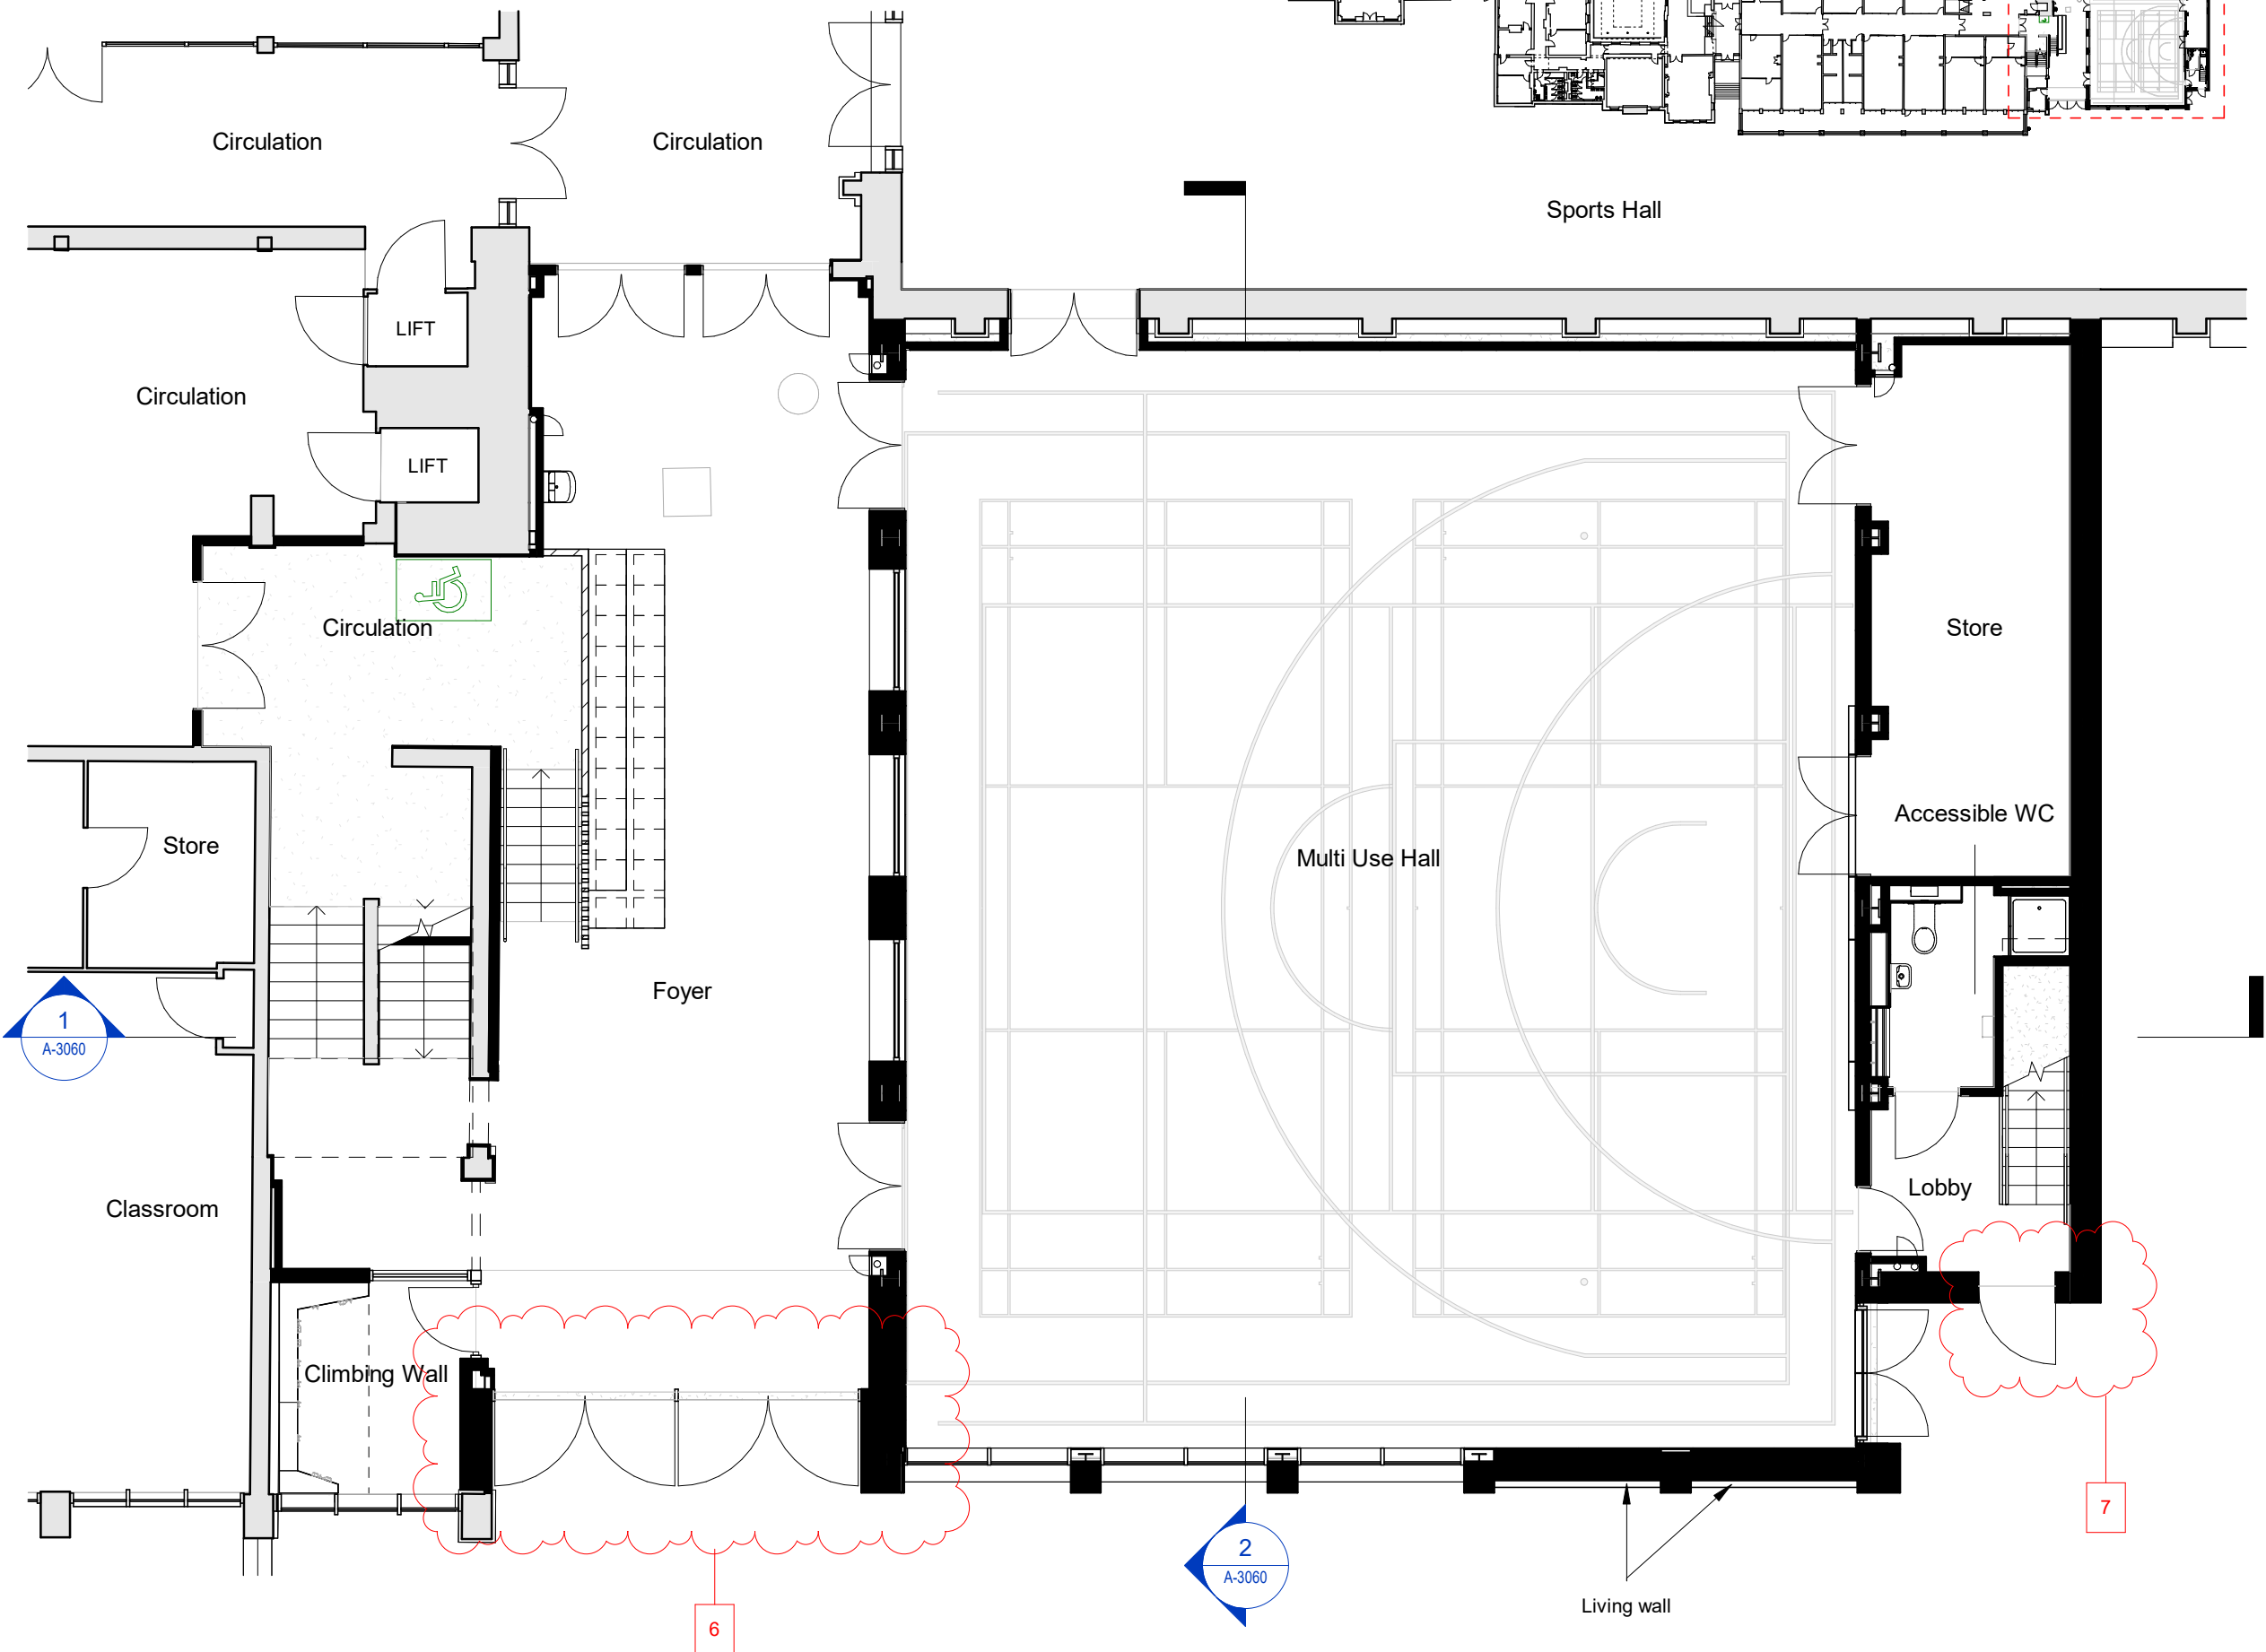 Circulation
Circulation
Sports Hall
LIFT
Circulation
LIFT
Circulation
Store
Store
Accessible WC
Multi Use Hall
Foyer
1
A-3060
Lobby
Classroom
Climbing Wall
7
2
A-3060
Living wall
6